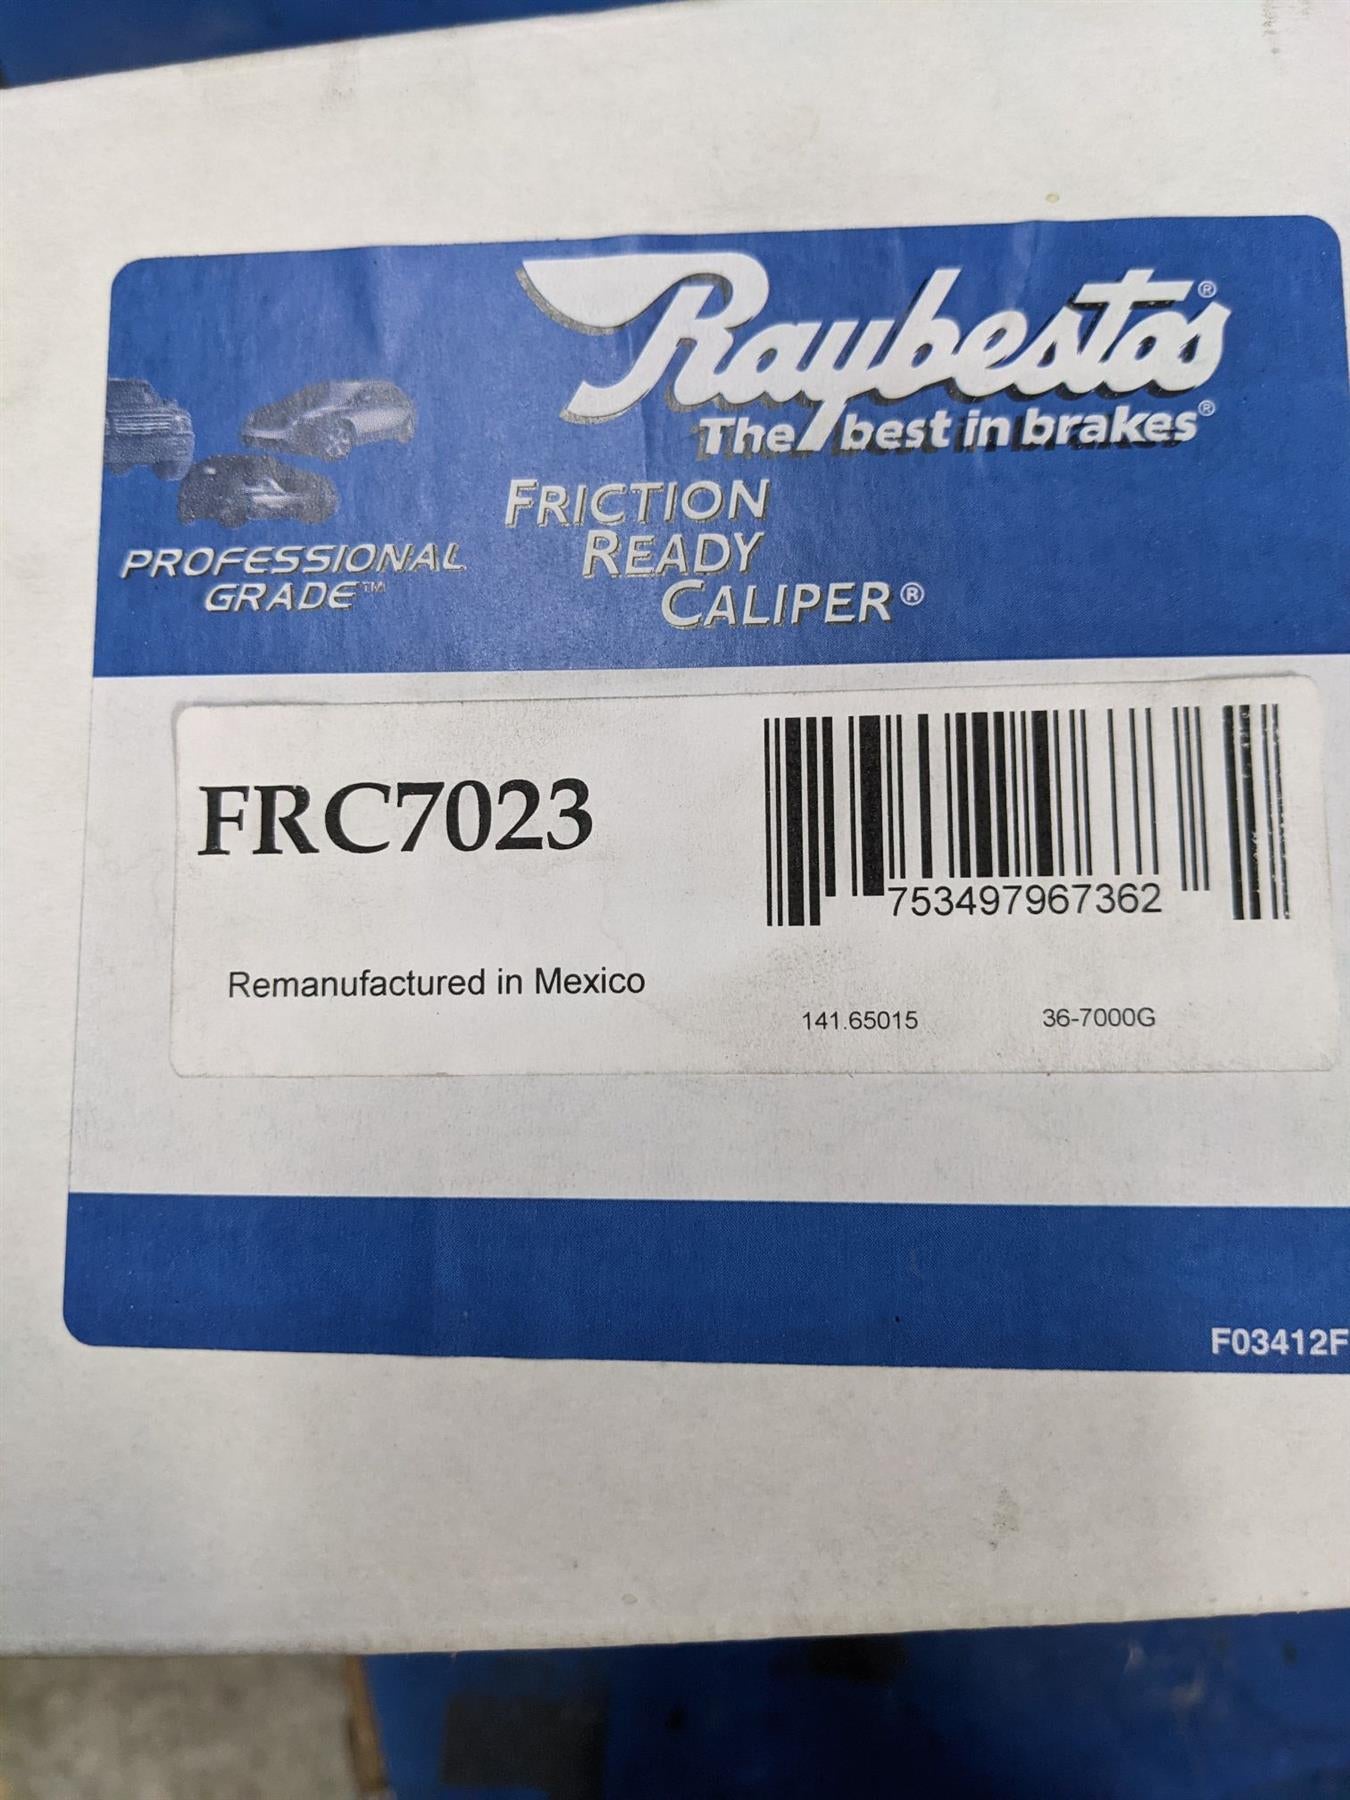 Raybestos®
The best in brakes®
FRICTION
READY
CALIPER®
PROFESSIONAL
GRADE™
FRC7023
753497967362
Remanufactured in Mexico
141.65015 36-7000G
F03412F